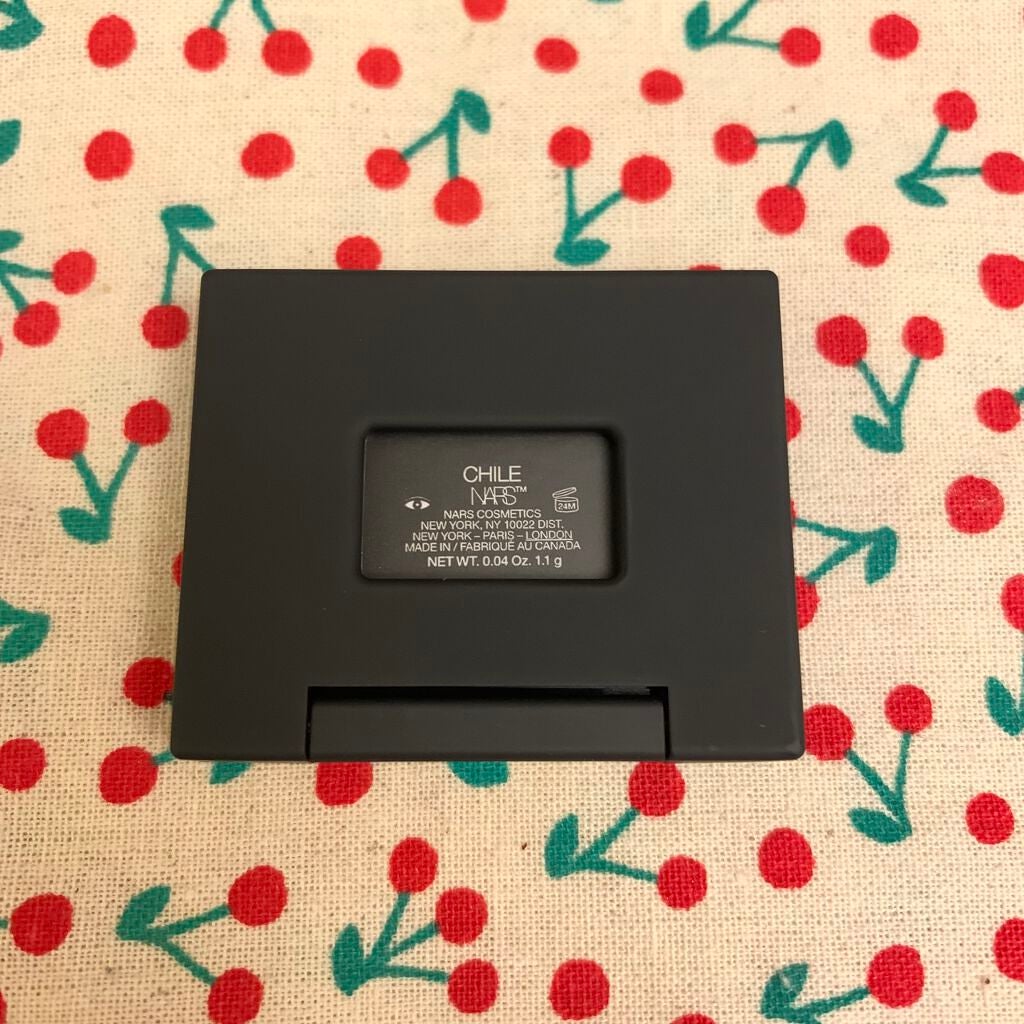 CHILE
NARS™
24M
NARS COSMETICS
NEW YORK, NY 10022 DIST.
NEW YORK – PARIS – LONDON
MADE IN / FABRIQUÉ AU CANADA
NET WT. 0.04 Oz. 1.1 g